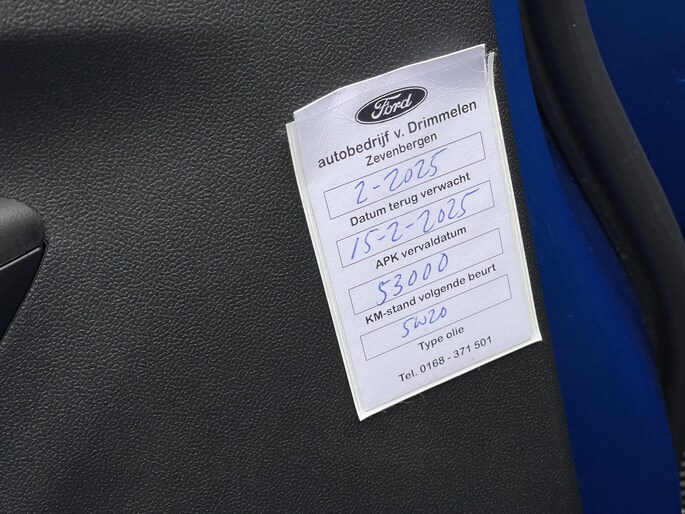 Ford
autobedrijf v. Drimmelen
Zevenbergen
2-2025
Datum terug verwacht
15-2-2025
APK vervaldatum
53000
KM-stand volgende beurt
5W20
Type olie
Tel. 0168 - 371 501